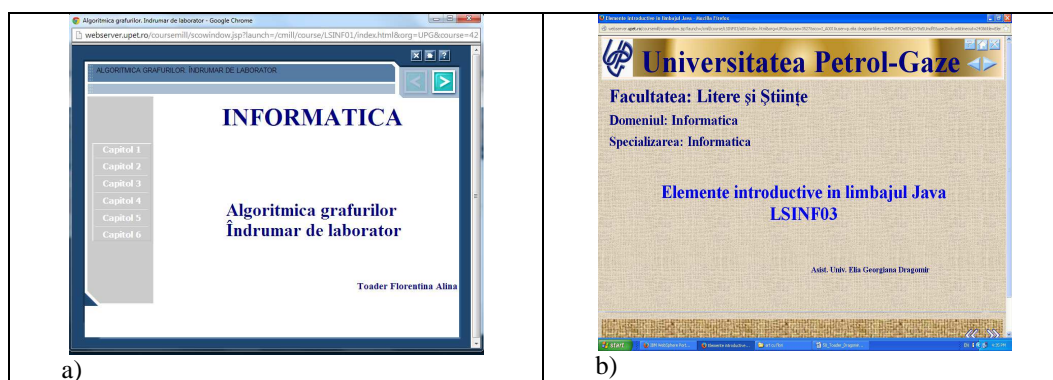 Algoritmica grafurilor. Indrumar de laborator - Google Chrome
webserver.upet.ro/coursemill/scowindow.jsp?launch=/cmill/course/LSINF01/index.html&org=UPG&course=42
ALGORITMICA GRAFURILOR. ÎNDRUMAR DE LABORATOR
INFORMATICA
Capitol 1
Capitol 2
Capitol 3
Capitol 4
Capitol 5
Capitol 6
Algoritmica grafurilor
Îndrumar de laborator
Toader Florentina Alina
a)
Elemente introductive in limbajul Java - Mozilla Firefox
Universitatea Petrol-Gaze
Facultatea: Litere și Științe
Domeniul: Informatica
Specializarea: Informatica
Elemente introductive in limbajul Java
LSINF03
Asist. Univ. Elia Georgiana Dragomir
start
b)